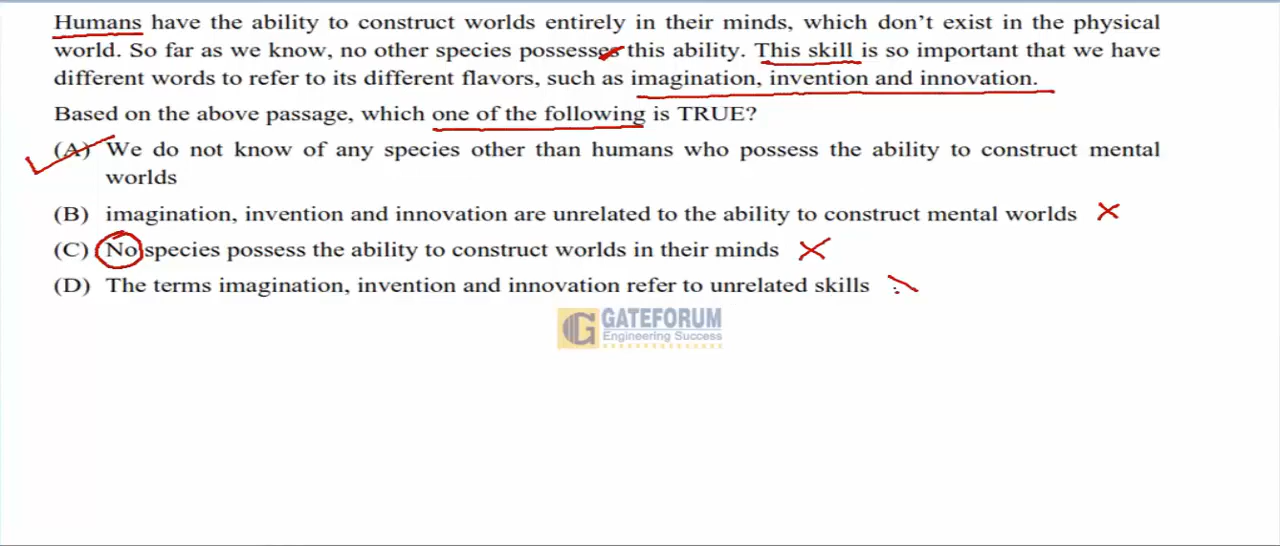 Humans have the ability to construct worlds entirely in their minds, which don't exist in the physical
world. So far as we know, no other species possesses this ability. This skill is so important that we have
different words to refer to its different flavors, such as imagination, invention and innovation.
Based on the above passage, which one of the following is TRUE?
(A) We do not know of any species other than humans who possess the ability to construct mental
worlds
(B) imagination, invention and innovation are unrelated to the ability to construct mental worlds
(C) No species possess the ability to construct worlds in their minds
(D) The terms imagination, invention and innovation refer to unrelated skills
G GATEFORUM
Engineering Success